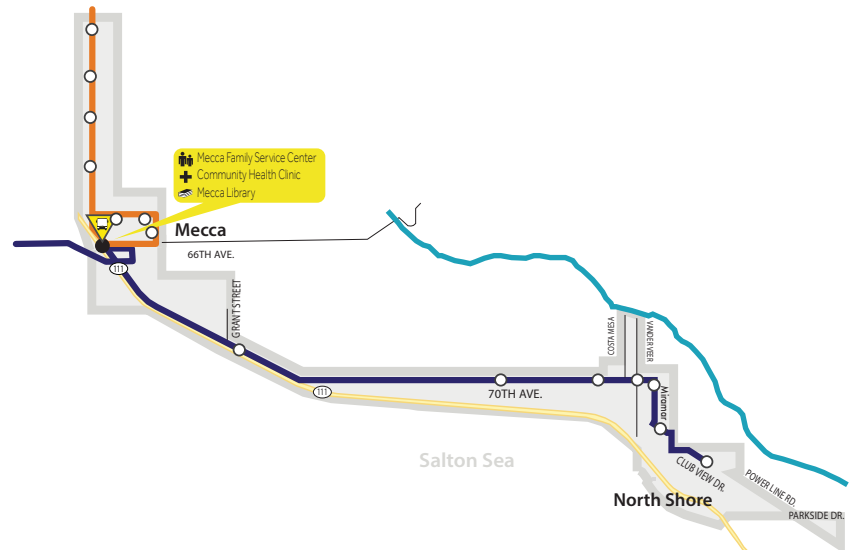 Mecca Family Service Center
Community Health Clinic
Mecca Library
Mecca
66TH AVE.
111
GRANT STREET
COSTA MESA
VANDER VEER
111
70TH AVE.
Miramar
Salton Sea
CLUB VIEW DR.
POWER LINE RD.
North Shore
PARKSIDE DR.